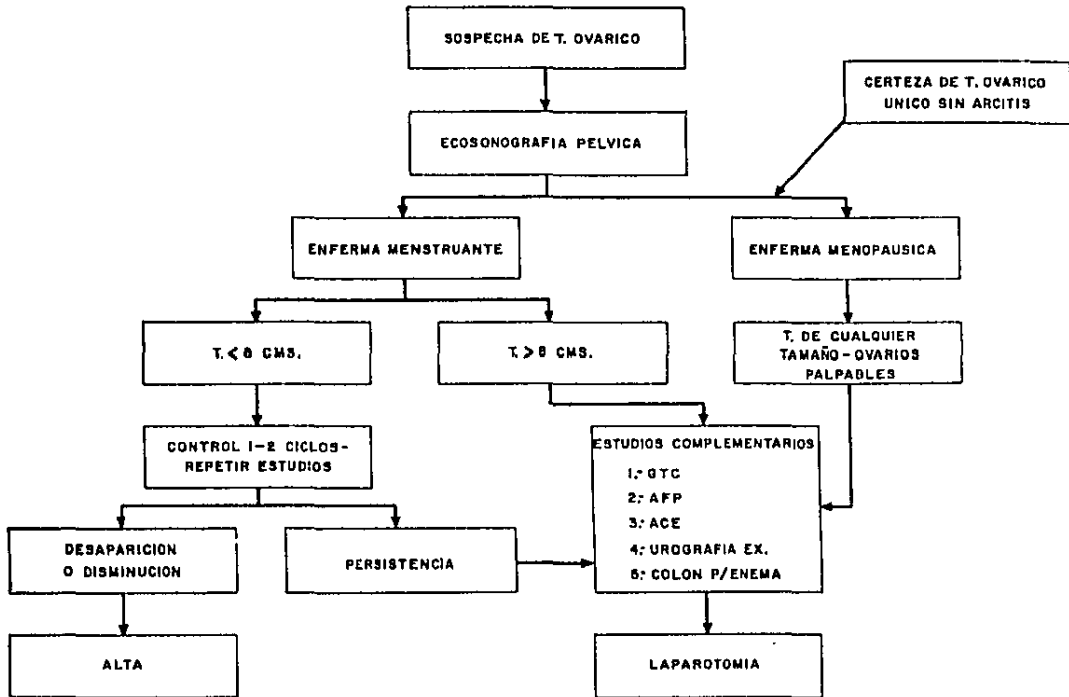 SOSPECHA DE T. OVARICO
CERTEZA DE T. OVARICO
UNICO SIN ARCITIS
ECOSONOGRAFIA PELVICA
ENFERMA MENSTRUANTE
ENFERMA MENOPAUSICA
T. < 8 CMS.
T. > 8 CMS.
T. DE CUALQUIER
TAMAÑO-OVARIOS
PALPABLES
CONTROL 1-2 CICLOS-
REPETIR ESTUDIOS
ESTUDIOS COMPLEMENTARIOS
1.- GTC
2.- AFP
3.- ACE
4.- UROGRAFIA EX.
5.- COLON P/ENEMA
DESAPARICION
O DISMINUCION
PERSISTENCIA
ALTA
LAPAROTOMIA